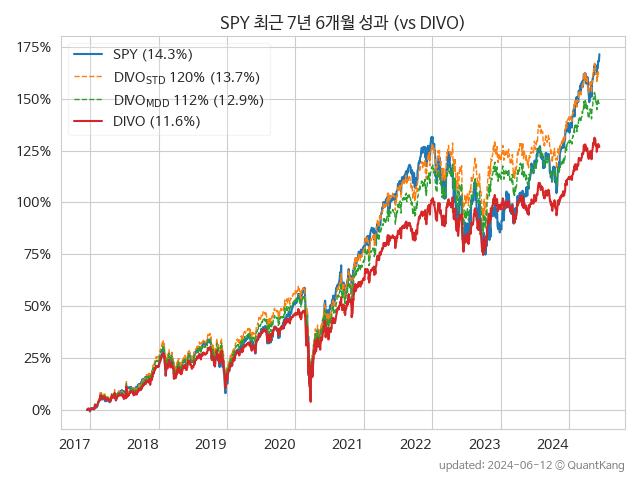 SPY 최근 7년 6개월 성과 (vs DIVO)
175%
150%
125%
100%
75%
50%
25%
0%
SPY (14.3%)
DIVO_STD 120% (13.7%)
DIVO_MDD 112% (12.9%)
DIVO (11.6%)
2017 2018 2019 2020 2021 2022 2023 2024
updated: 2024-06-12 © QuantKang